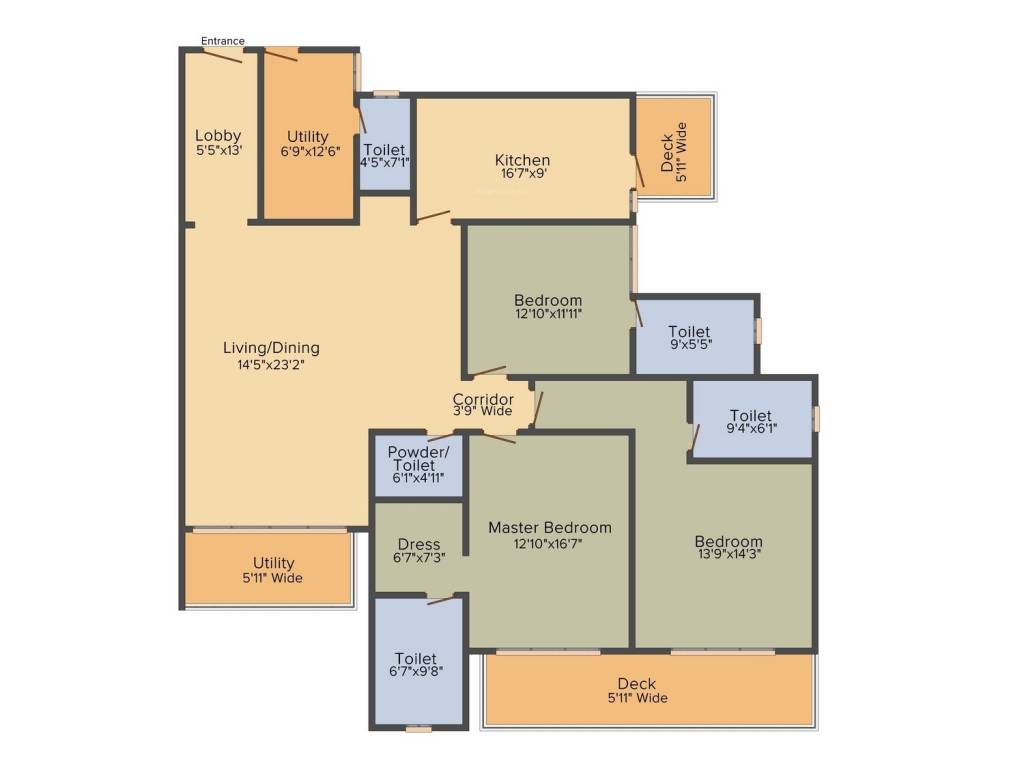 Entrance
Lobby
5'5"x13'
Utility
6'9"x12'6"
Toilet
4'5"x7'1"
Kitchen
16'7"x9'
Deck
5'11" Wide
Bedroom
12'10"x11'11"
Toilet
9'x5'5"
Living/Dining
14'5"x23'2"
Corridor
3'9" Wide
Toilet
9'4"x6'1"
Powder/
Toilet
6'1"x4'11"
Master Bedroom
12'10"x16'7"
Bedroom
13'9"x14'3"
Dress
6'7"x7'3"
Utility
5'11" Wide
Toilet
6'7"x9'8"
Deck
5'11" Wide